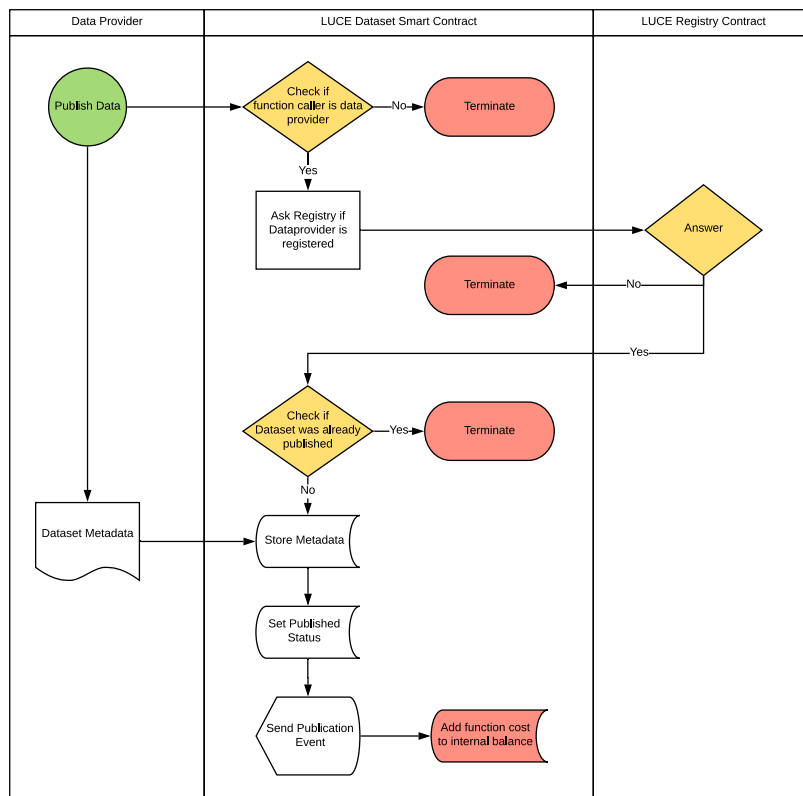 Data Provider
LUCE Dataset Smart Contract
LUCE Registry Contract
Publish Data
Check if
function caller is data
provider
No
Terminate
Yes
Ask Registry if
Dataprovider is
registered
Answer
Terminate
No
Yes
Check if
Dataset was already
published
Yes
Terminate
No
Dataset Metadata
Store Metadata
Set Published
Status
Send Publication
Event
Add function cost
to internal balance